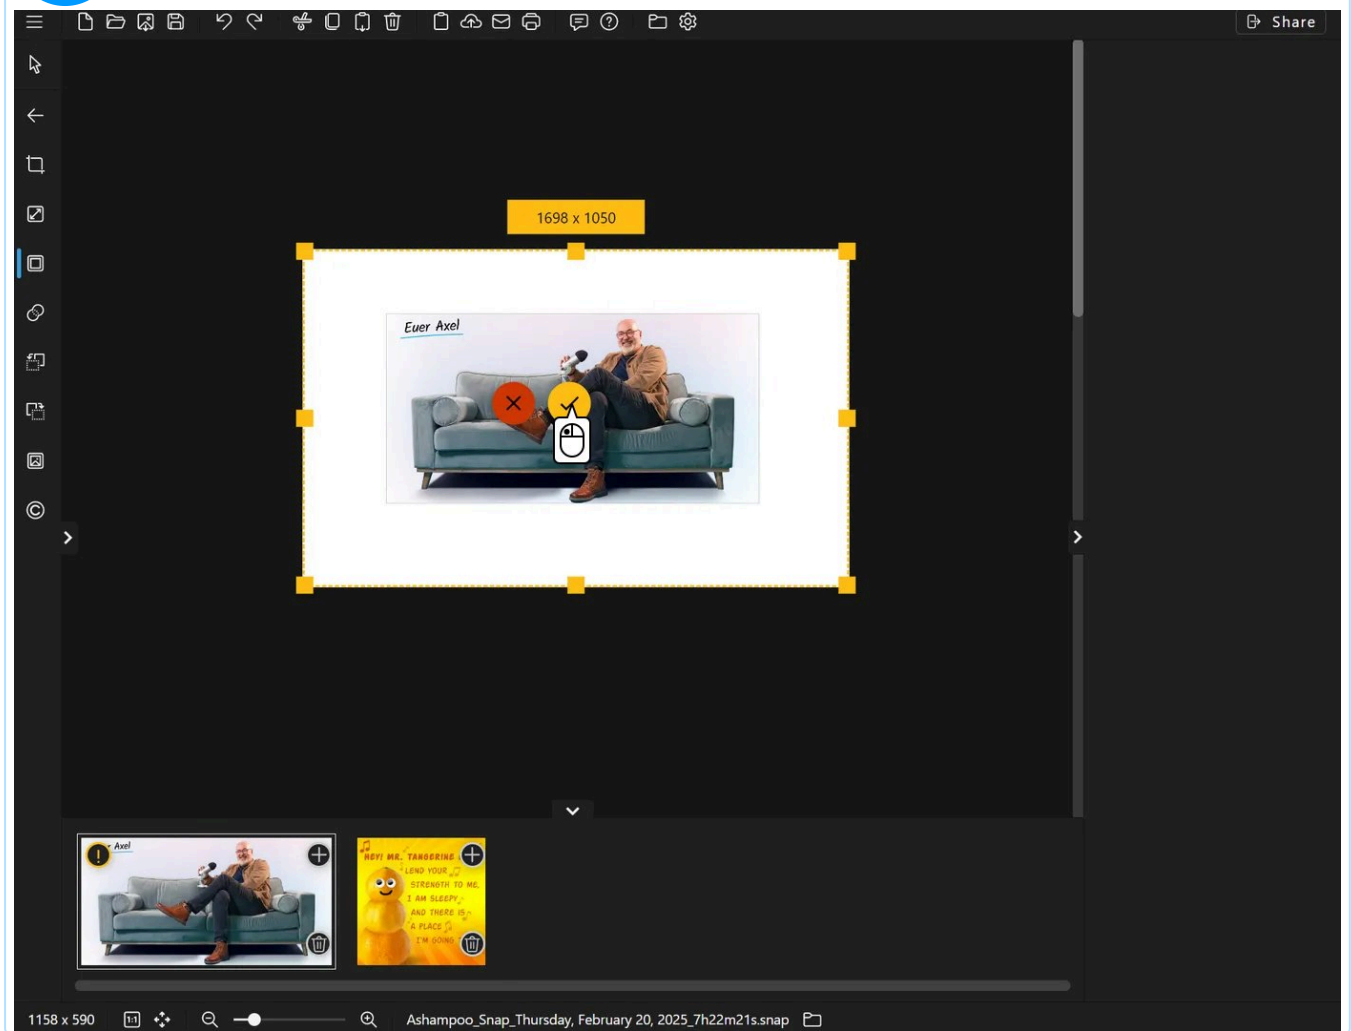 Share
1698 x 1050
Euer Axel
Axel
HEY! MR. TANGERINE
LEND YOUR
STRENGTH TO ME,
I AM SLEEPY
AND THERE IS
A PLACE
I'M GOING
1158 x 590
1:1
Ashampoo_Snap_Thursday, February 20, 2025_7h22m21s.snap